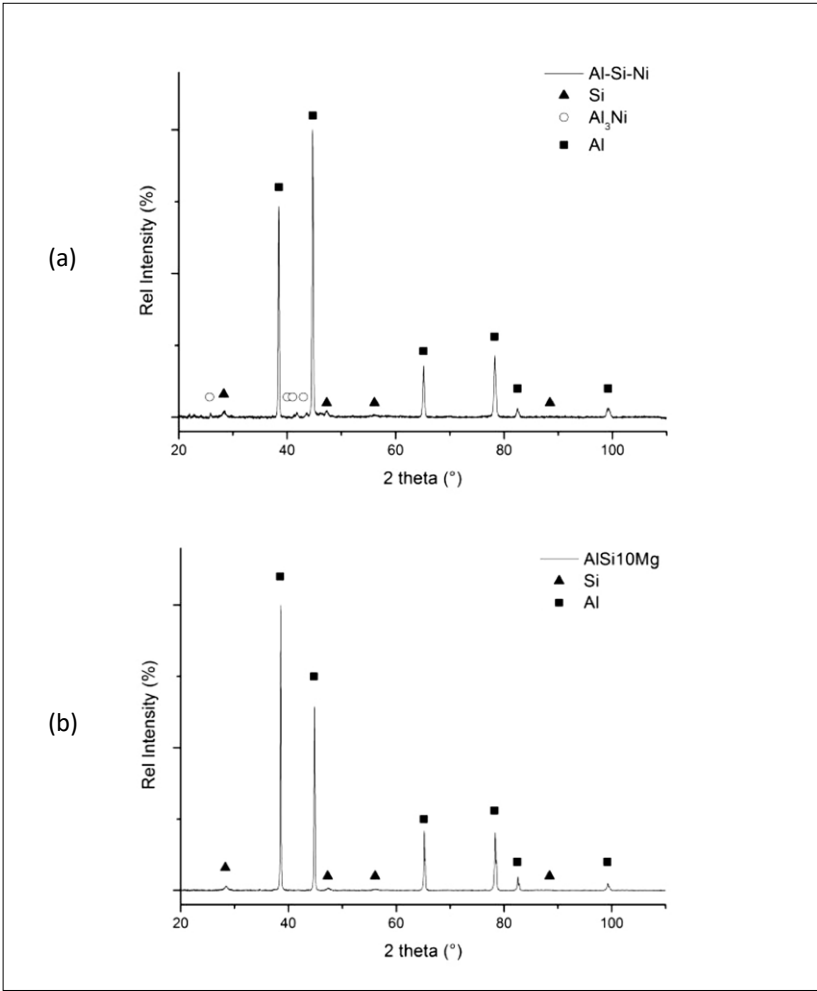 (a)
Rel Intensity (%)
Al-Si-Ni
Si
Al₃Ni
Al
20 40 60 80 100
2 theta (°)
(b)
Rel Intensity (%)
AlSi10Mg
Si
Al
20 40 60 80 100
2 theta (°)